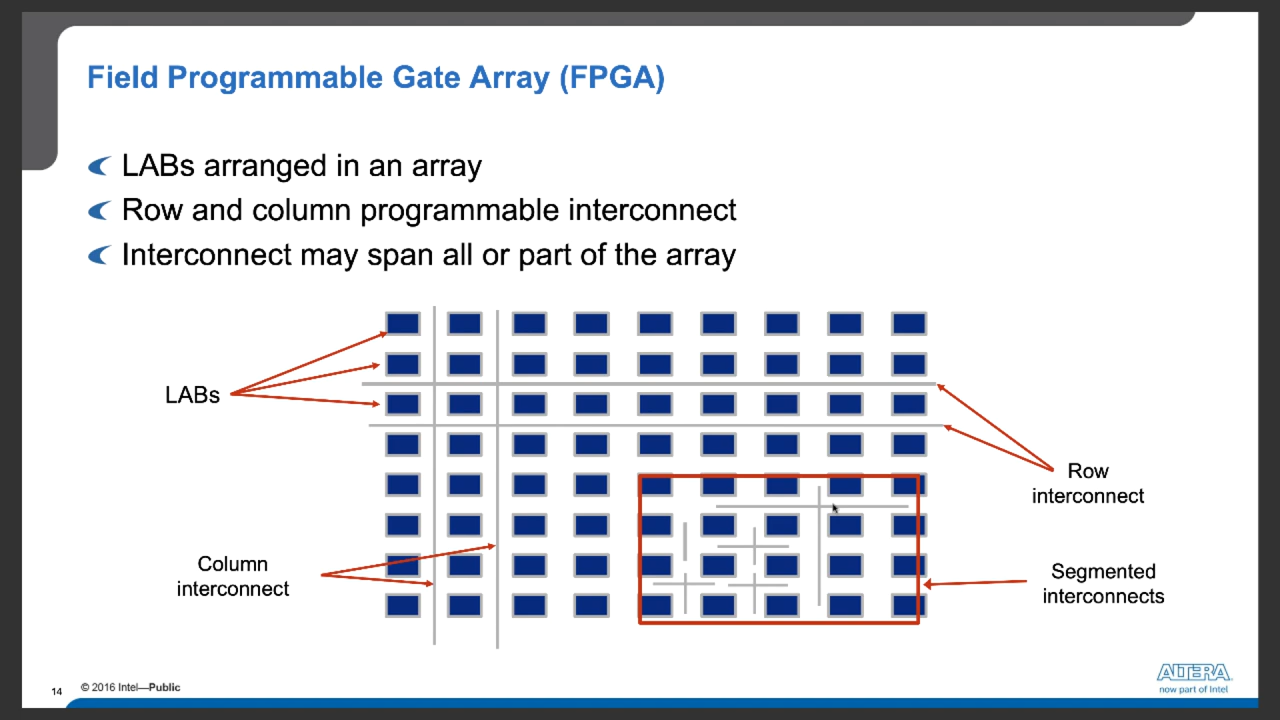 Field Programmable Gate Array (FPGA)
LABs arranged in an array
Row and column programmable interconnect
Interconnect may span all or part of the array
LABs
Row
interconnect
Column
interconnect
Segmented
interconnects
14
© 2016 Intel—Public
ALTERA
now part of Intel